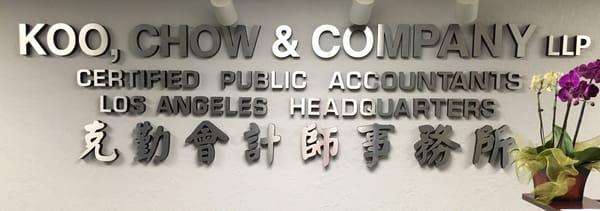 KOO, CHOW & COMPANY LLP
CERTIFIED PUBLIC ACCOUNTANTS
LOS ANGELES HEADQUARTERS
克勤會計師事務所